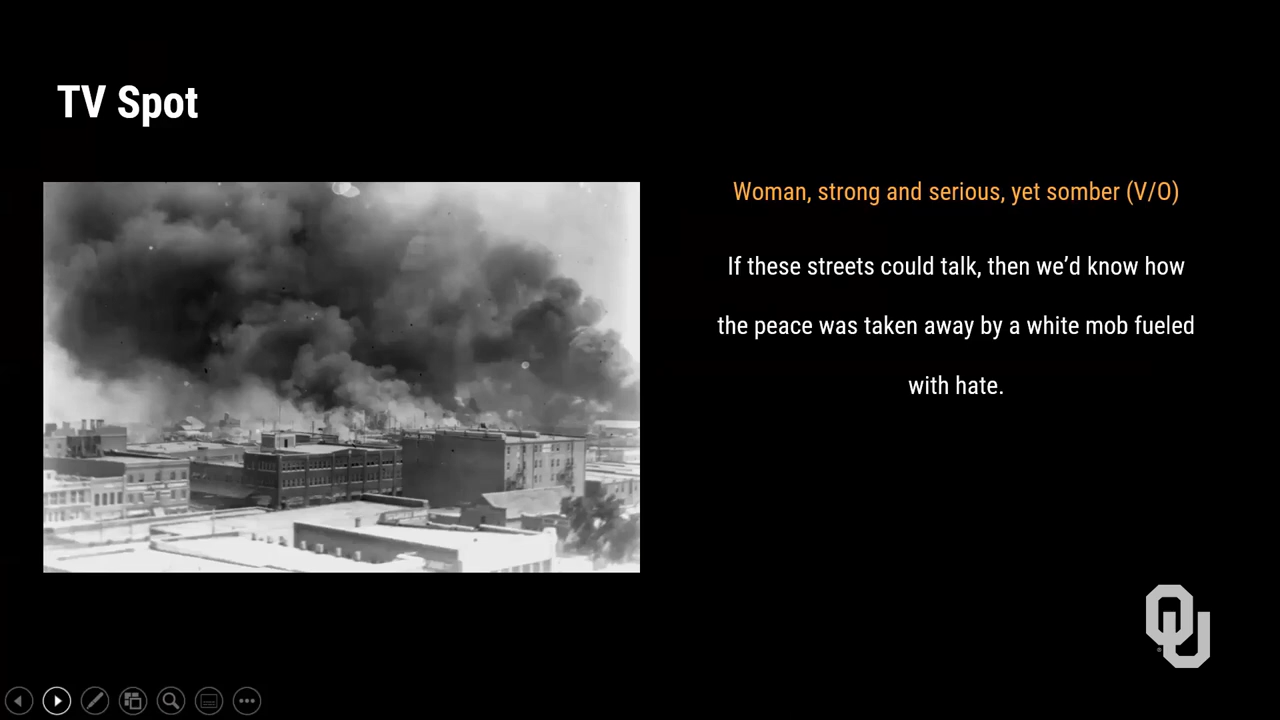 TV Spot
Woman, strong and serious, yet somber (V/O)
If these streets could talk, then we’d know how
the peace was taken away by a white mob fueled
with hate.
OU